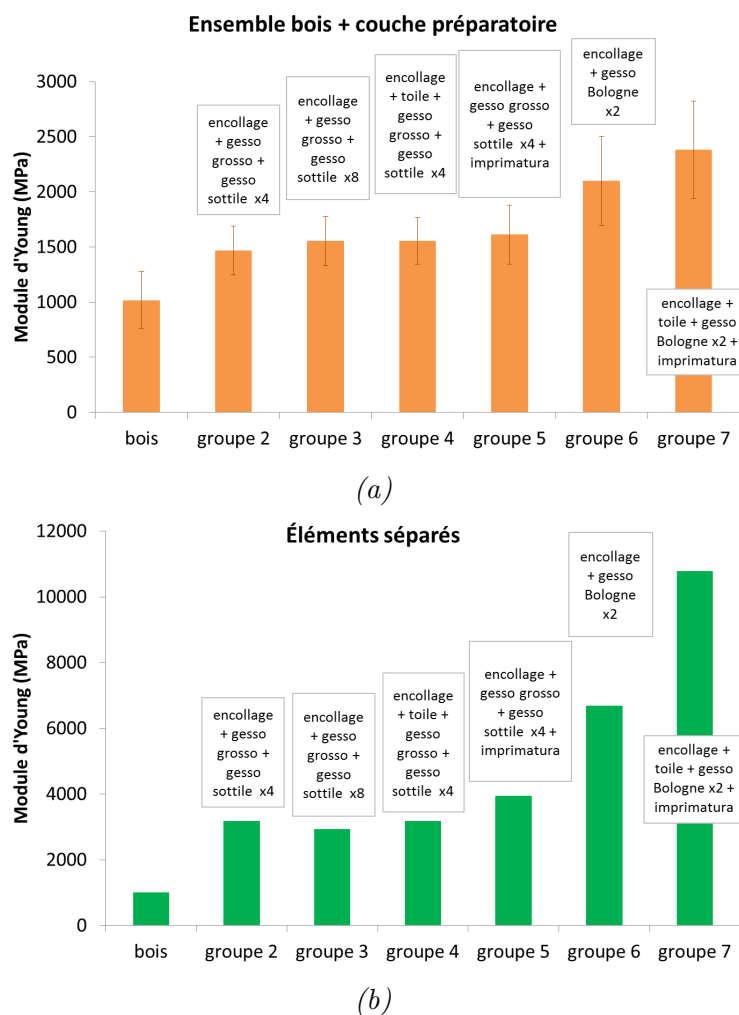 Ensemble bois + couche préparatoire
Module d'Young (MPa)
3000
2500
2000
1500
1000
500
0
encollage
+ gesso
grosso +
gesso
sottile x4
encollage
+ gesso
grosso +
gesso
sottile x8
encollage
+ toile +
gesso
grosso +
gesso
sottile x4
encollage +
gesso grosso
+ gesso
sottile x4 +
imprimatura
encollage
+ gesso
Bologne
x2
encollage +
toile + gesso
Bologne x2 +
imprimatura
bois
groupe 2
groupe 3
groupe 4
groupe 5
groupe 6
groupe 7
(a)
Éléments séparés
Module d'Young (MPa)
12000
10000
8000
6000
4000
2000
0
encollage
+ gesso
grosso +
gesso
sottile x4
encollage
+ gesso
grosso +
gesso
sottile x8
encollage
+ toile +
gesso
grosso +
gesso
sottile x4
encollage +
gesso grosso
+ gesso
sottile x4 +
imprimatura
encollage
+ gesso
Bologne
x2
encollage +
toile + gesso
Bologne x2 +
imprimatura
bois
groupe 2
groupe 3
groupe 4
groupe 5
groupe 6
groupe 7
(b)